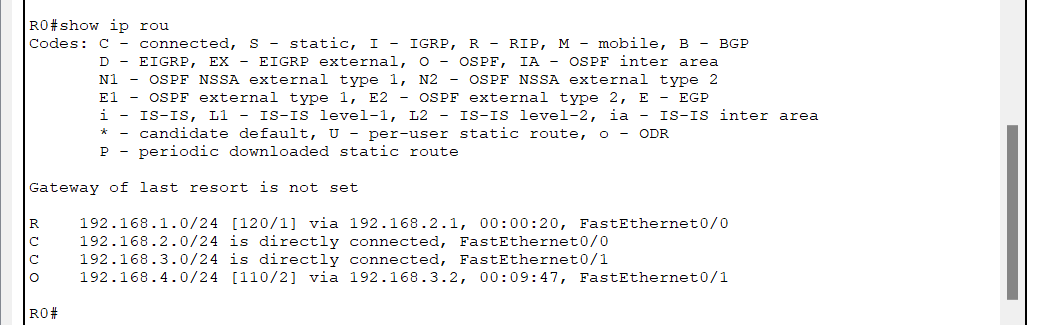 R0#show ip rou
Codes: C - connected, S - static, I - IGRP, R - RIP, M - mobile, B - BGP
       D - EIGRP, EX - EIGRP external, O - OSPF, IA - OSPF inter area
       N1 - OSPF NSSA external type 1, N2 - OSPF NSSA external type 2
       E1 - OSPF external type 1, E2 - OSPF external type 2, E - EGP
       i - IS-IS, L1 - IS-IS level-1, L2 - IS-IS level-2, ia - IS-IS inter area
       * - candidate default, U - per-user static route, o - ODR
       P - periodic downloaded static route

Gateway of last resort is not set

R    192.168.1.0/24 [120/1] via 192.168.2.1, 00:00:20, FastEthernet0/0
C    192.168.2.0/24 is directly connected, FastEthernet0/0
C    192.168.3.0/24 is directly connected, FastEthernet0/1
O    192.168.4.0/24 [110/2] via 192.168.3.2, 00:09:47, FastEthernet0/1

R0#